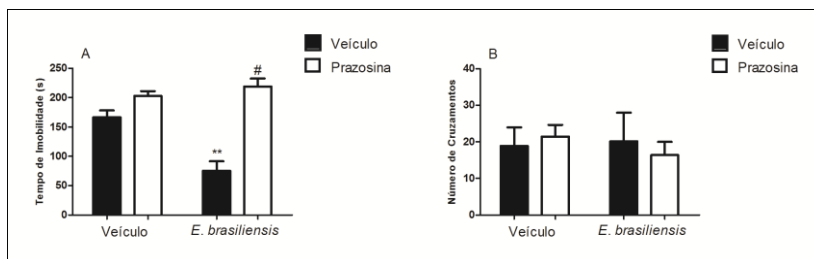 A
Veículo
Prazosina
Tempo de Imobilidade (s)
250
200
150
100
50
0
**
#
Veículo
E. brasiliensis
B
Veículo
Prazosina
Número de Cruzamentos
40
30
20
10
0
Veículo
E. brasiliensis